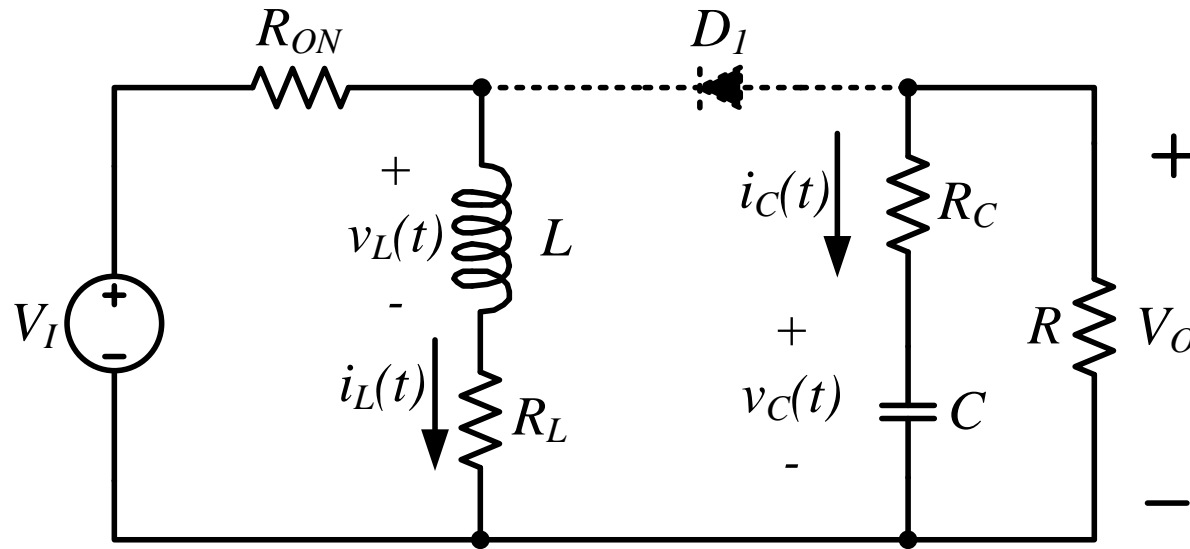 R_ON
D_1
+
v_L(t)
-
L
i_C(t)
R_C
+
V_I
+
-
i_L(t)
R_L
+
v_C(t)
-
C
R
V_O
-